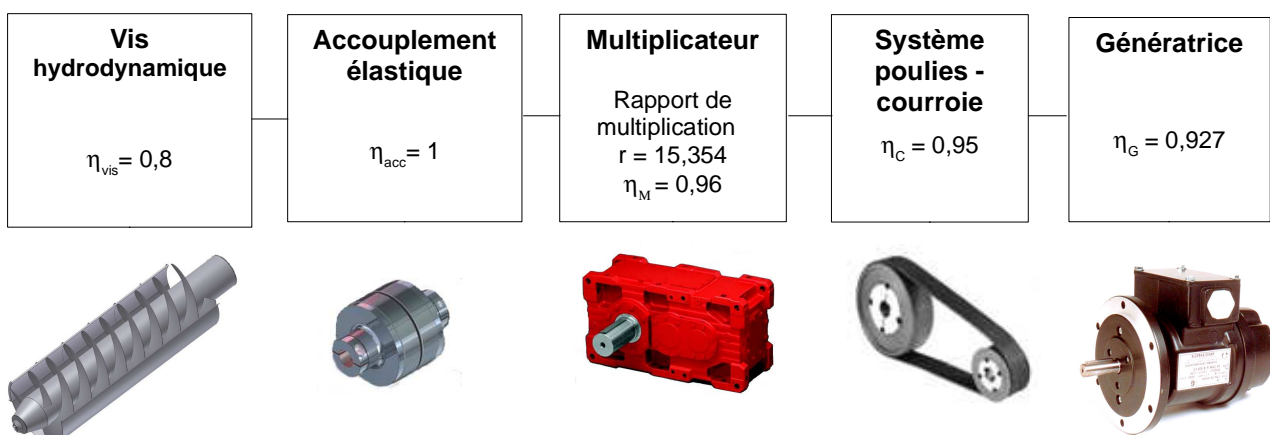 Vis
hydrodynamique
η_vis= 0,8
Accouplement
élastique
η_acc= 1
Multiplicateur
Rapport de
multiplication
r = 15,354
η_M = 0,96
Système
poulies -
courroie
η_C = 0,95
Génératrice
η_G = 0,927